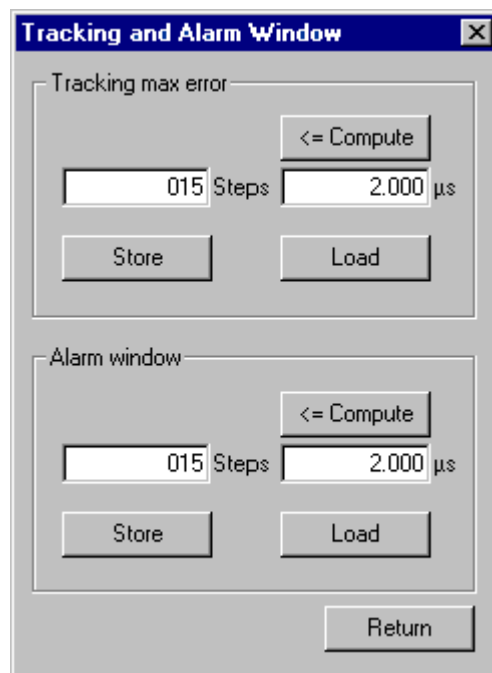 Tracking and Alarm Window
Tracking max error
<= Compute
015 Steps 2.000 µs
Store Load
Alarm window
<= Compute
015 Steps 2.000 µs
Store Load
Return